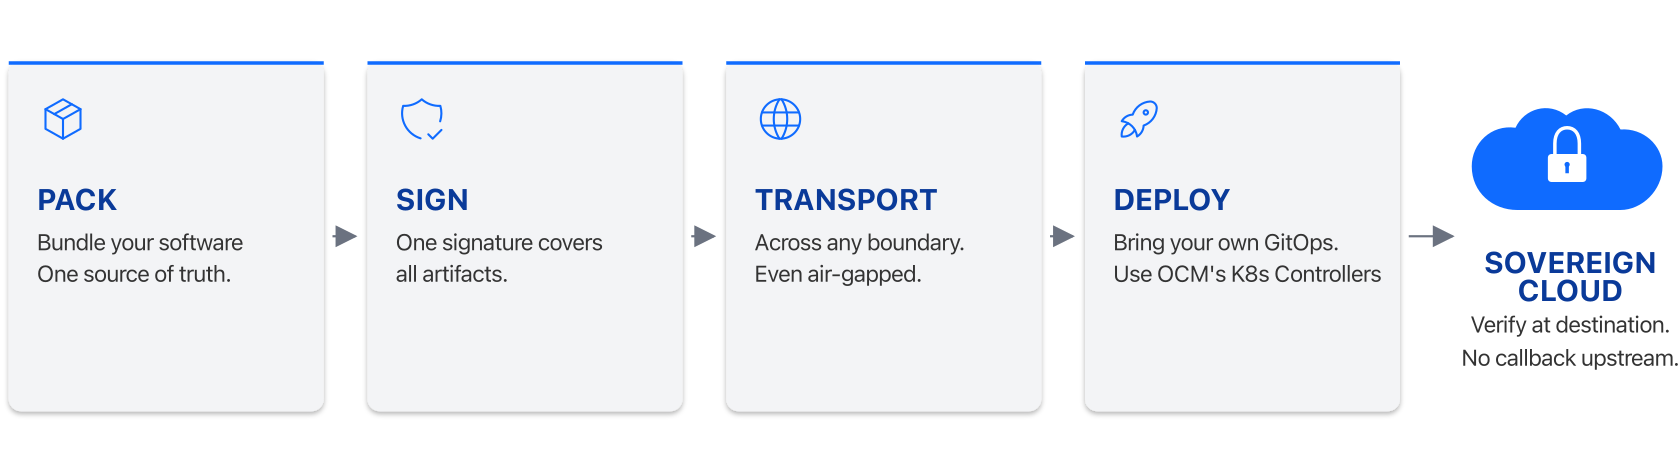 PACK
Bundle your software
One source of truth.
SIGN
One signature covers
all artifacts.
TRANSPORT
Across any boundary.
Even air-gapped.
DEPLOY
Bring your own GitOps.
Use OCM's K8s Controllers
SOVEREIGN
CLOUD
Verify at destination.
No callback upstream.